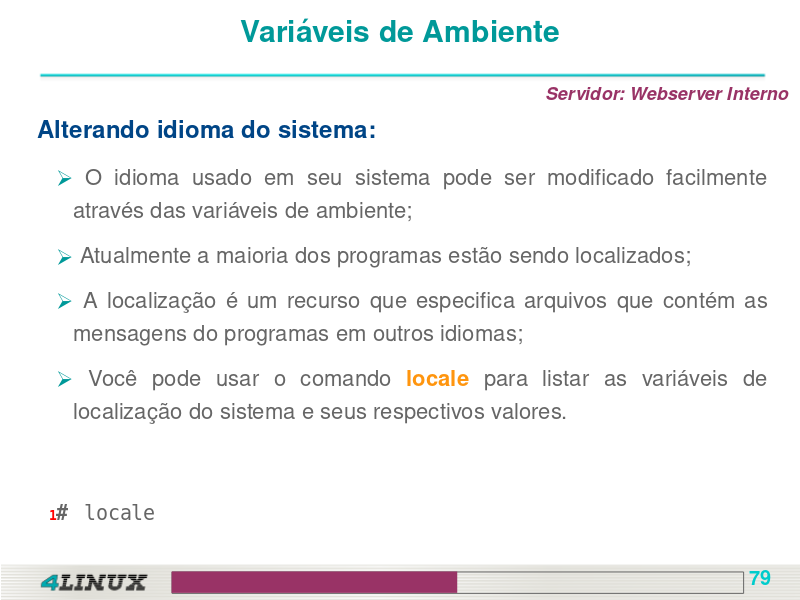 Variáveis de Ambiente
Servidor: Webserver Interno
Alterando idioma do sistema:
➢ O idioma usado em seu sistema pode ser modificado facilmente
através das variáveis de ambiente;
➢ Atualmente a maioria dos programas estão sendo localizados;
➢ A localização é um recurso que especifica arquivos que contém as
mensagens do programas em outros idiomas;
➢ Você pode usar o comando locale para listar as variáveis de
localização do sistema e seus respectivos valores.
1# locale
4LINUX
79